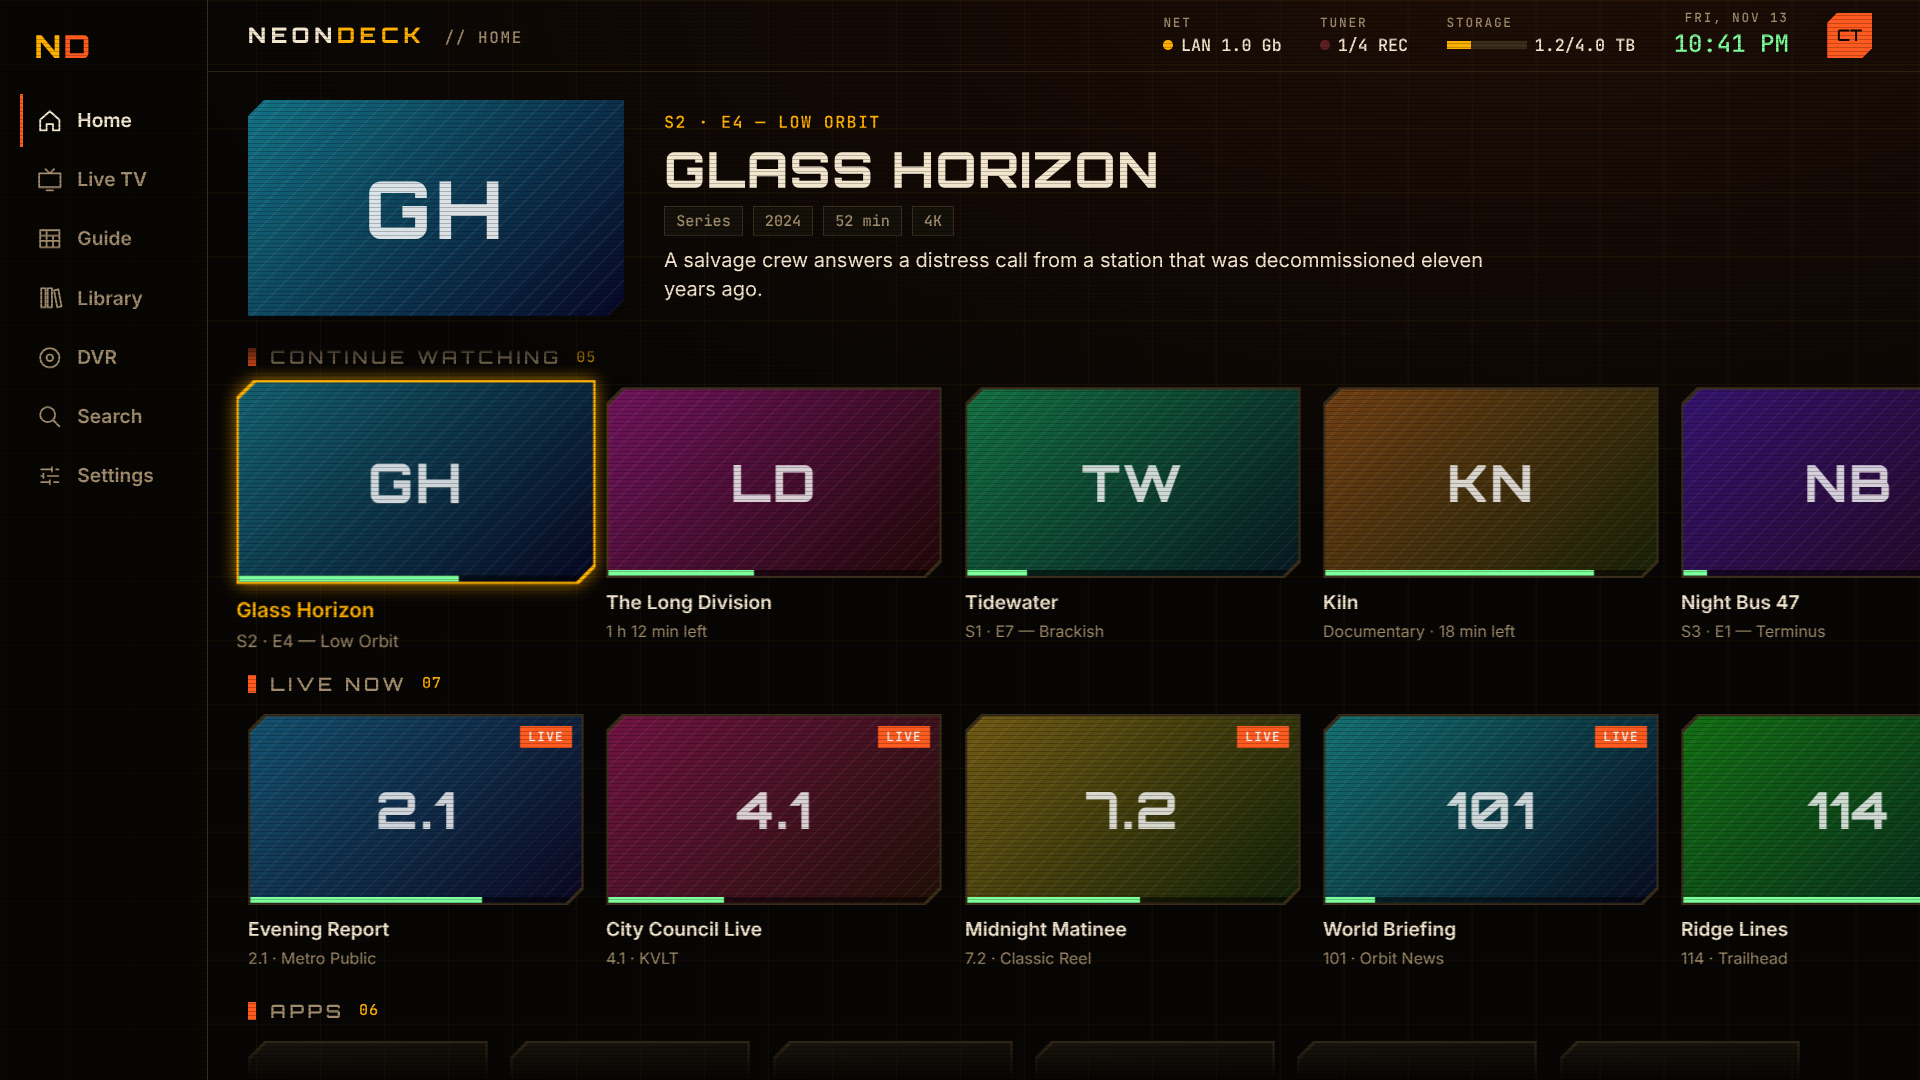 ND
Home
Live TV
Guide
Library
DVR
Search
Settings
NEONDECK // HOME
NET
LAN 1.0 Gb
TUNER
1/4 REC
STORAGE
1.2/4.0 TB
FRI, NOV 13
10:41 PM
CT
GH
S2 · E4 — LOW ORBIT
GLASS HORIZON
Series 2024 52 min 4K
A salvage crew answers a distress call from a station that was decommissioned eleven
years ago.
CONTINUE WATCHING 05
GH
Glass Horizon
S2 · E4 — Low Orbit
LD
The Long Division
1 h 12 min left
TW
Tidewater
S1 · E7 — Brackish
KN
Kiln
Documentary · 18 min left
NB
Night Bus 47
S3 · E1 — Terminus
LIVE NOW 07
LIVE
2.1
Evening Report
2.1 · Metro Public
LIVE
4.1
City Council Live
4.1 · KVLT
LIVE
7.2
Midnight Matinee
7.2 · Classic Reel
LIVE
101
World Briefing
101 · Orbit News
114
Ridge Lines
114 · Trailhead
APPS 06